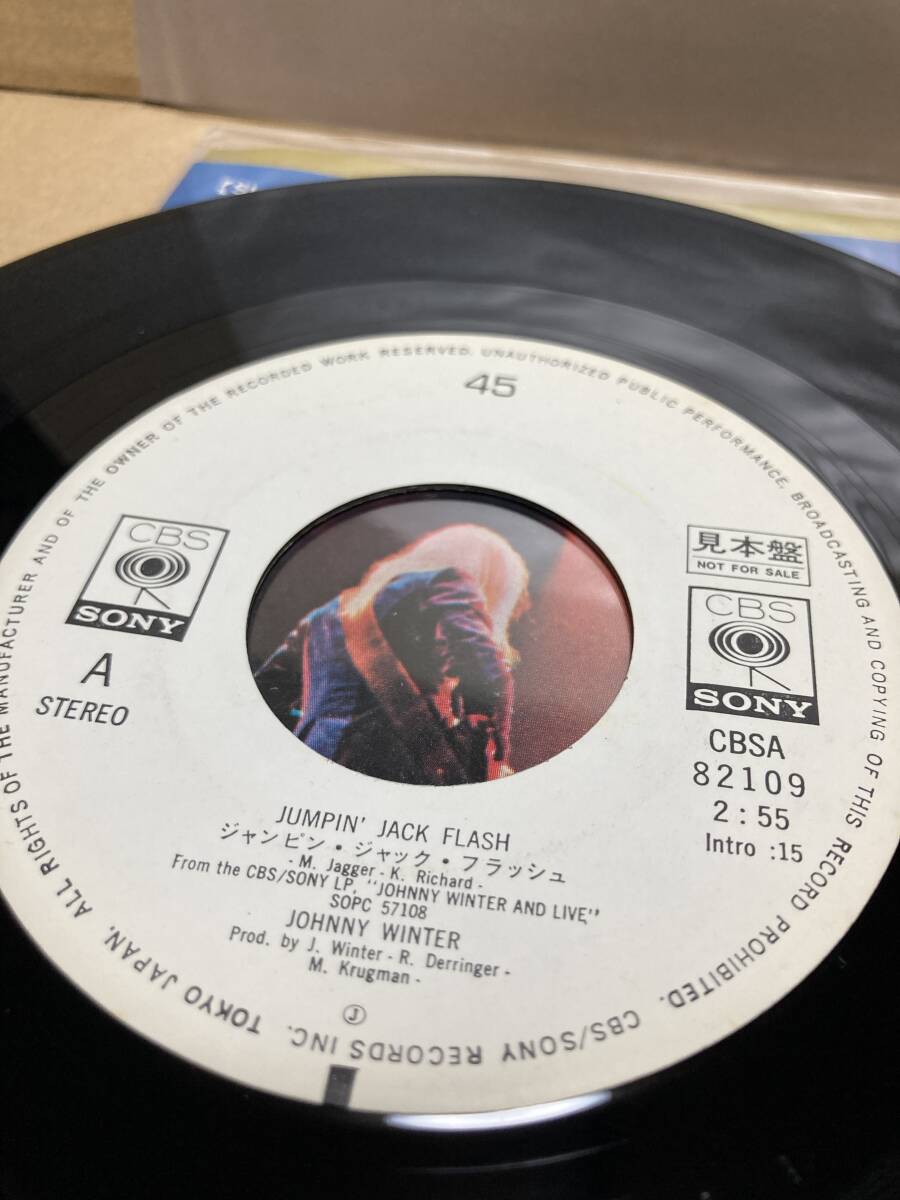 ALL RIGHTS OF THE MANUFACTURER AND OF THE OWNER OF THE RECORDED WORK RESERVED. UNAUTHORIZED PUBLIC PERFORMANCE, BROADCASTING AND COPYING OF THIS RECORD PROHIBITED. CBS/SONY RECORDS INC. TOKYO JAPAN.
45
CBS
SONY
A
STEREO
見本盤
NOT FOR SALE
CBS
SONY
CBSA
82109
2:55
Intro :15
JUMPIN' JACK FLASH
ジャンピン・ジャック・フラッシュ
- M. Jagger - K. Richard -
From the CBS/SONY LP, "JOHNNY WINTER AND LIVE,"
SOPC 57108
JOHNNY WINTER
Prod. by J. Winter - R. Derringer -
M. Krugman -
Ⓙ